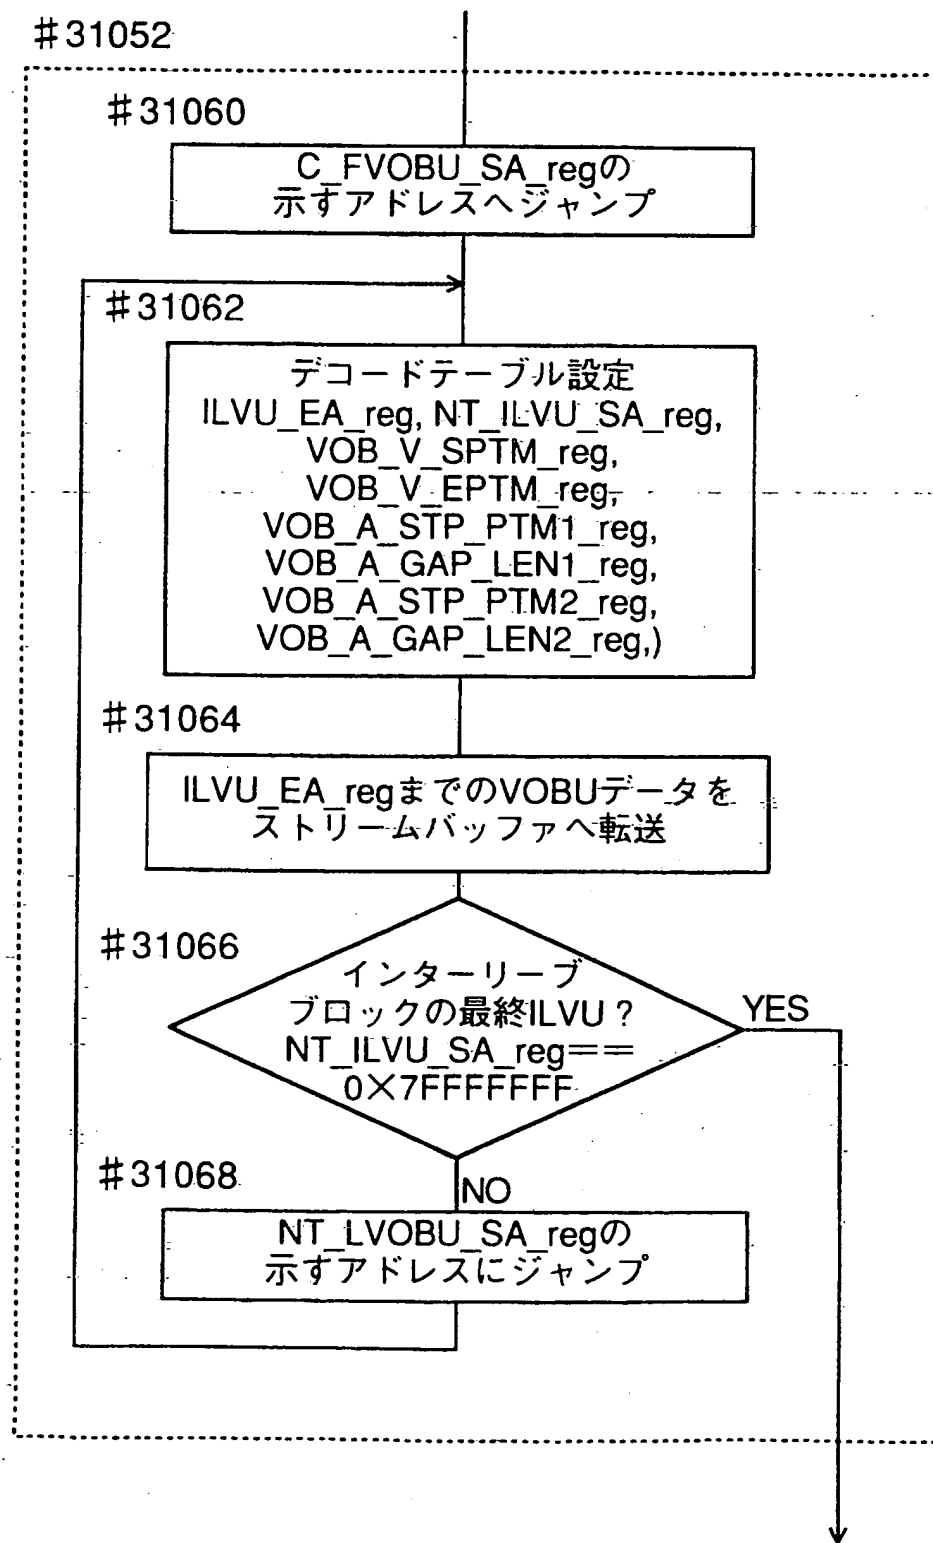 #31052
#31060
C_FVOBU_SA_regの
示すアドレスへジャンプ
#31062
デコードテーブル設定
ILVU_EA_reg, NT_ILVU_SA_reg,
VOB_V_SPTM_reg,
VOB_V_EPTM_reg,
VOB_A_STP_PTM1_reg,
VOB_A_GAP_LEN1_reg,
VOB_A_STP_PTM2_reg,
VOB_A_GAP_LEN2_reg,)
#31064
ILVU_EA_regまでのVOBUデータを
ストリームバッファへ転送
#31066
インターリーブ
ブロックの最終ILVU?
NT_ILVU_SA_reg==
0×7FFFFFFF
YES
#31068
NO
NT_LVOBU_SA_regの
示すアドレスにジャンプ